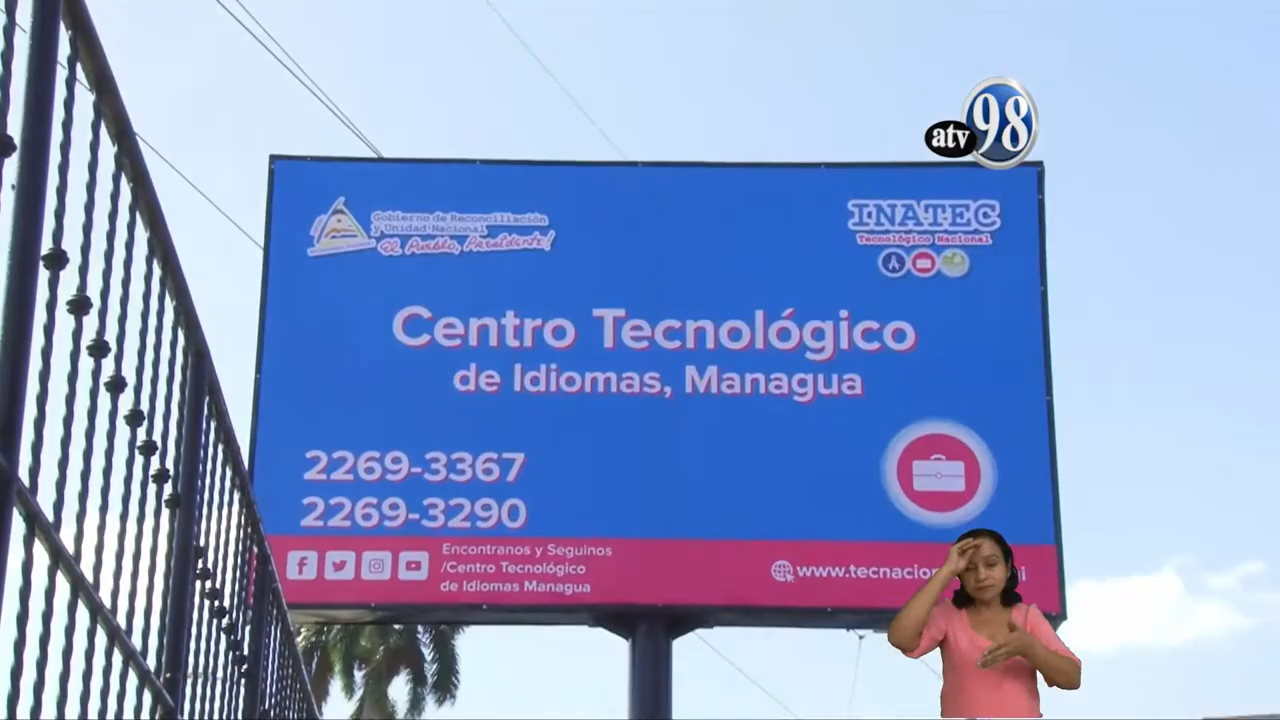 atv 98
Gobierno de Reconciliación
y Unidad Nacional
El Pueblo, Presidente!
INATEC
Tecnológico Nacional
Centro Tecnológico
de Idiomas, Managua
2269-3367
2269-3290
Encontranos y Seguinos
/Centro Tecnológico
de Idiomas Managua